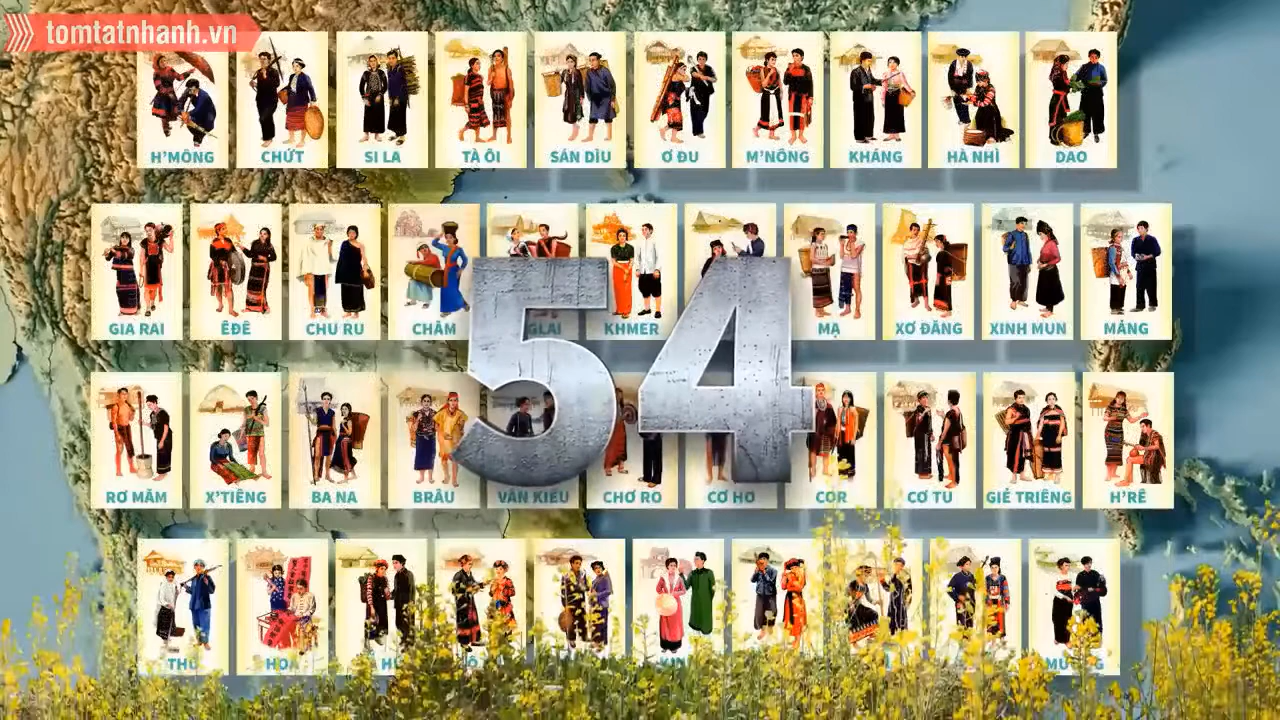 tomtatnhanh.vn
H'MÔNG CHỨT SI LA TÀ ÔI SÁN DÌU Ơ ĐU M'NÔNG KHÁNG HÀ NHÌ DAO
GIA RAI ÊĐÊ CHU RU CHĂM GLAI KHMER MẠ XƠ ĐĂNG XINH MUN MẢNG
54
RƠ MĂM X'TIÊNG BA NA BRÂU VÂN KIỀU CHƠ RO CƠ HO COR CƠ TU GIẺ TRIÊNG H'RÊ